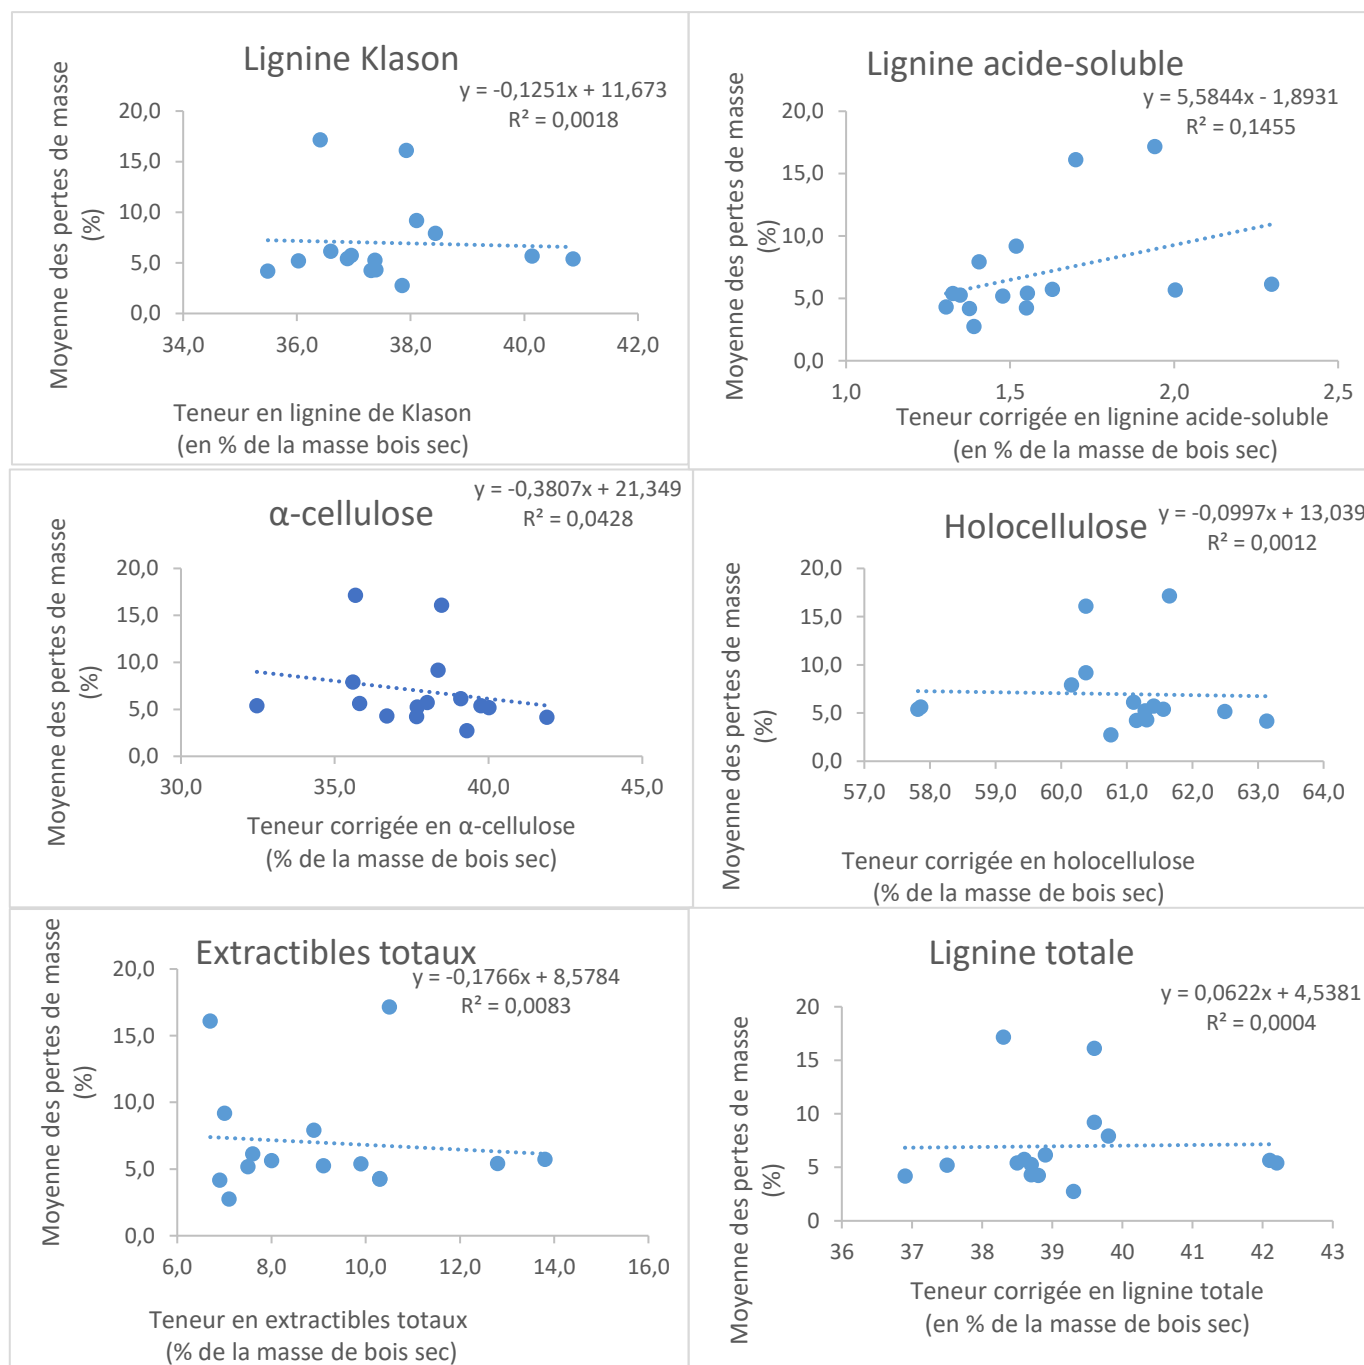 Lignine Klason
y = -0,1251x + 11,673
R² = 0,0018
Moyenne des pertes de masse
(%)
20,0
15,0
10,0
5,0
0,0
34,0 36,0 38,0 40,0 42,0
Teneur en lignine de Klason
(en % de la masse bois sec)
Lignine acide-soluble
y = 5,5844x - 1,8931
R² = 0,1455
Moyenne des pertes de masse
(%)
20,0
15,0
10,0
5,0
0,0
1,0 1,5 2,0 2,5
Teneur corrigée en lignine acide-soluble
(en % de la masse de bois sec)
α-cellulose
y = -0,3807x + 21,349
R² = 0,0428
Moyenne des pertes de masse
(%)
20,0
15,0
10,0
5,0
0,0
30,0 35,0 40,0 45,0
Teneur corrigée en α-cellulose
(% de la masse de bois sec)
Holocellulose
y = -0,0997x + 13,039
R² = 0,0012
Moyenne des pertes de masse
(%)
20,0
15,0
10,0
5,0
0,0
57,0 58,0 59,0 60,0 61,0 62,0 63,0 64,0
Teneur corrigée en holocellulose
(% de la masse de bois sec)
Extractibles totaux
y = -0,1766x + 8,5784
R² = 0,0083
Moyenne des pertes de masse
(%)
20,0
15,0
10,0
5,0
0,0
6,0 8,0 10,0 12,0 14,0 16,0
Teneur en extractibles totaux
(% de la masse de bois sec)
Lignine totale
y = 0,0622x + 4,5381
R² = 0,0004
Moyenne des pertes de masse
(%)
20
15
10
5
0
36 37 38 39 40 41 42 43
Teneur corrigée en lignine totale
(en % de la masse de bois sec)